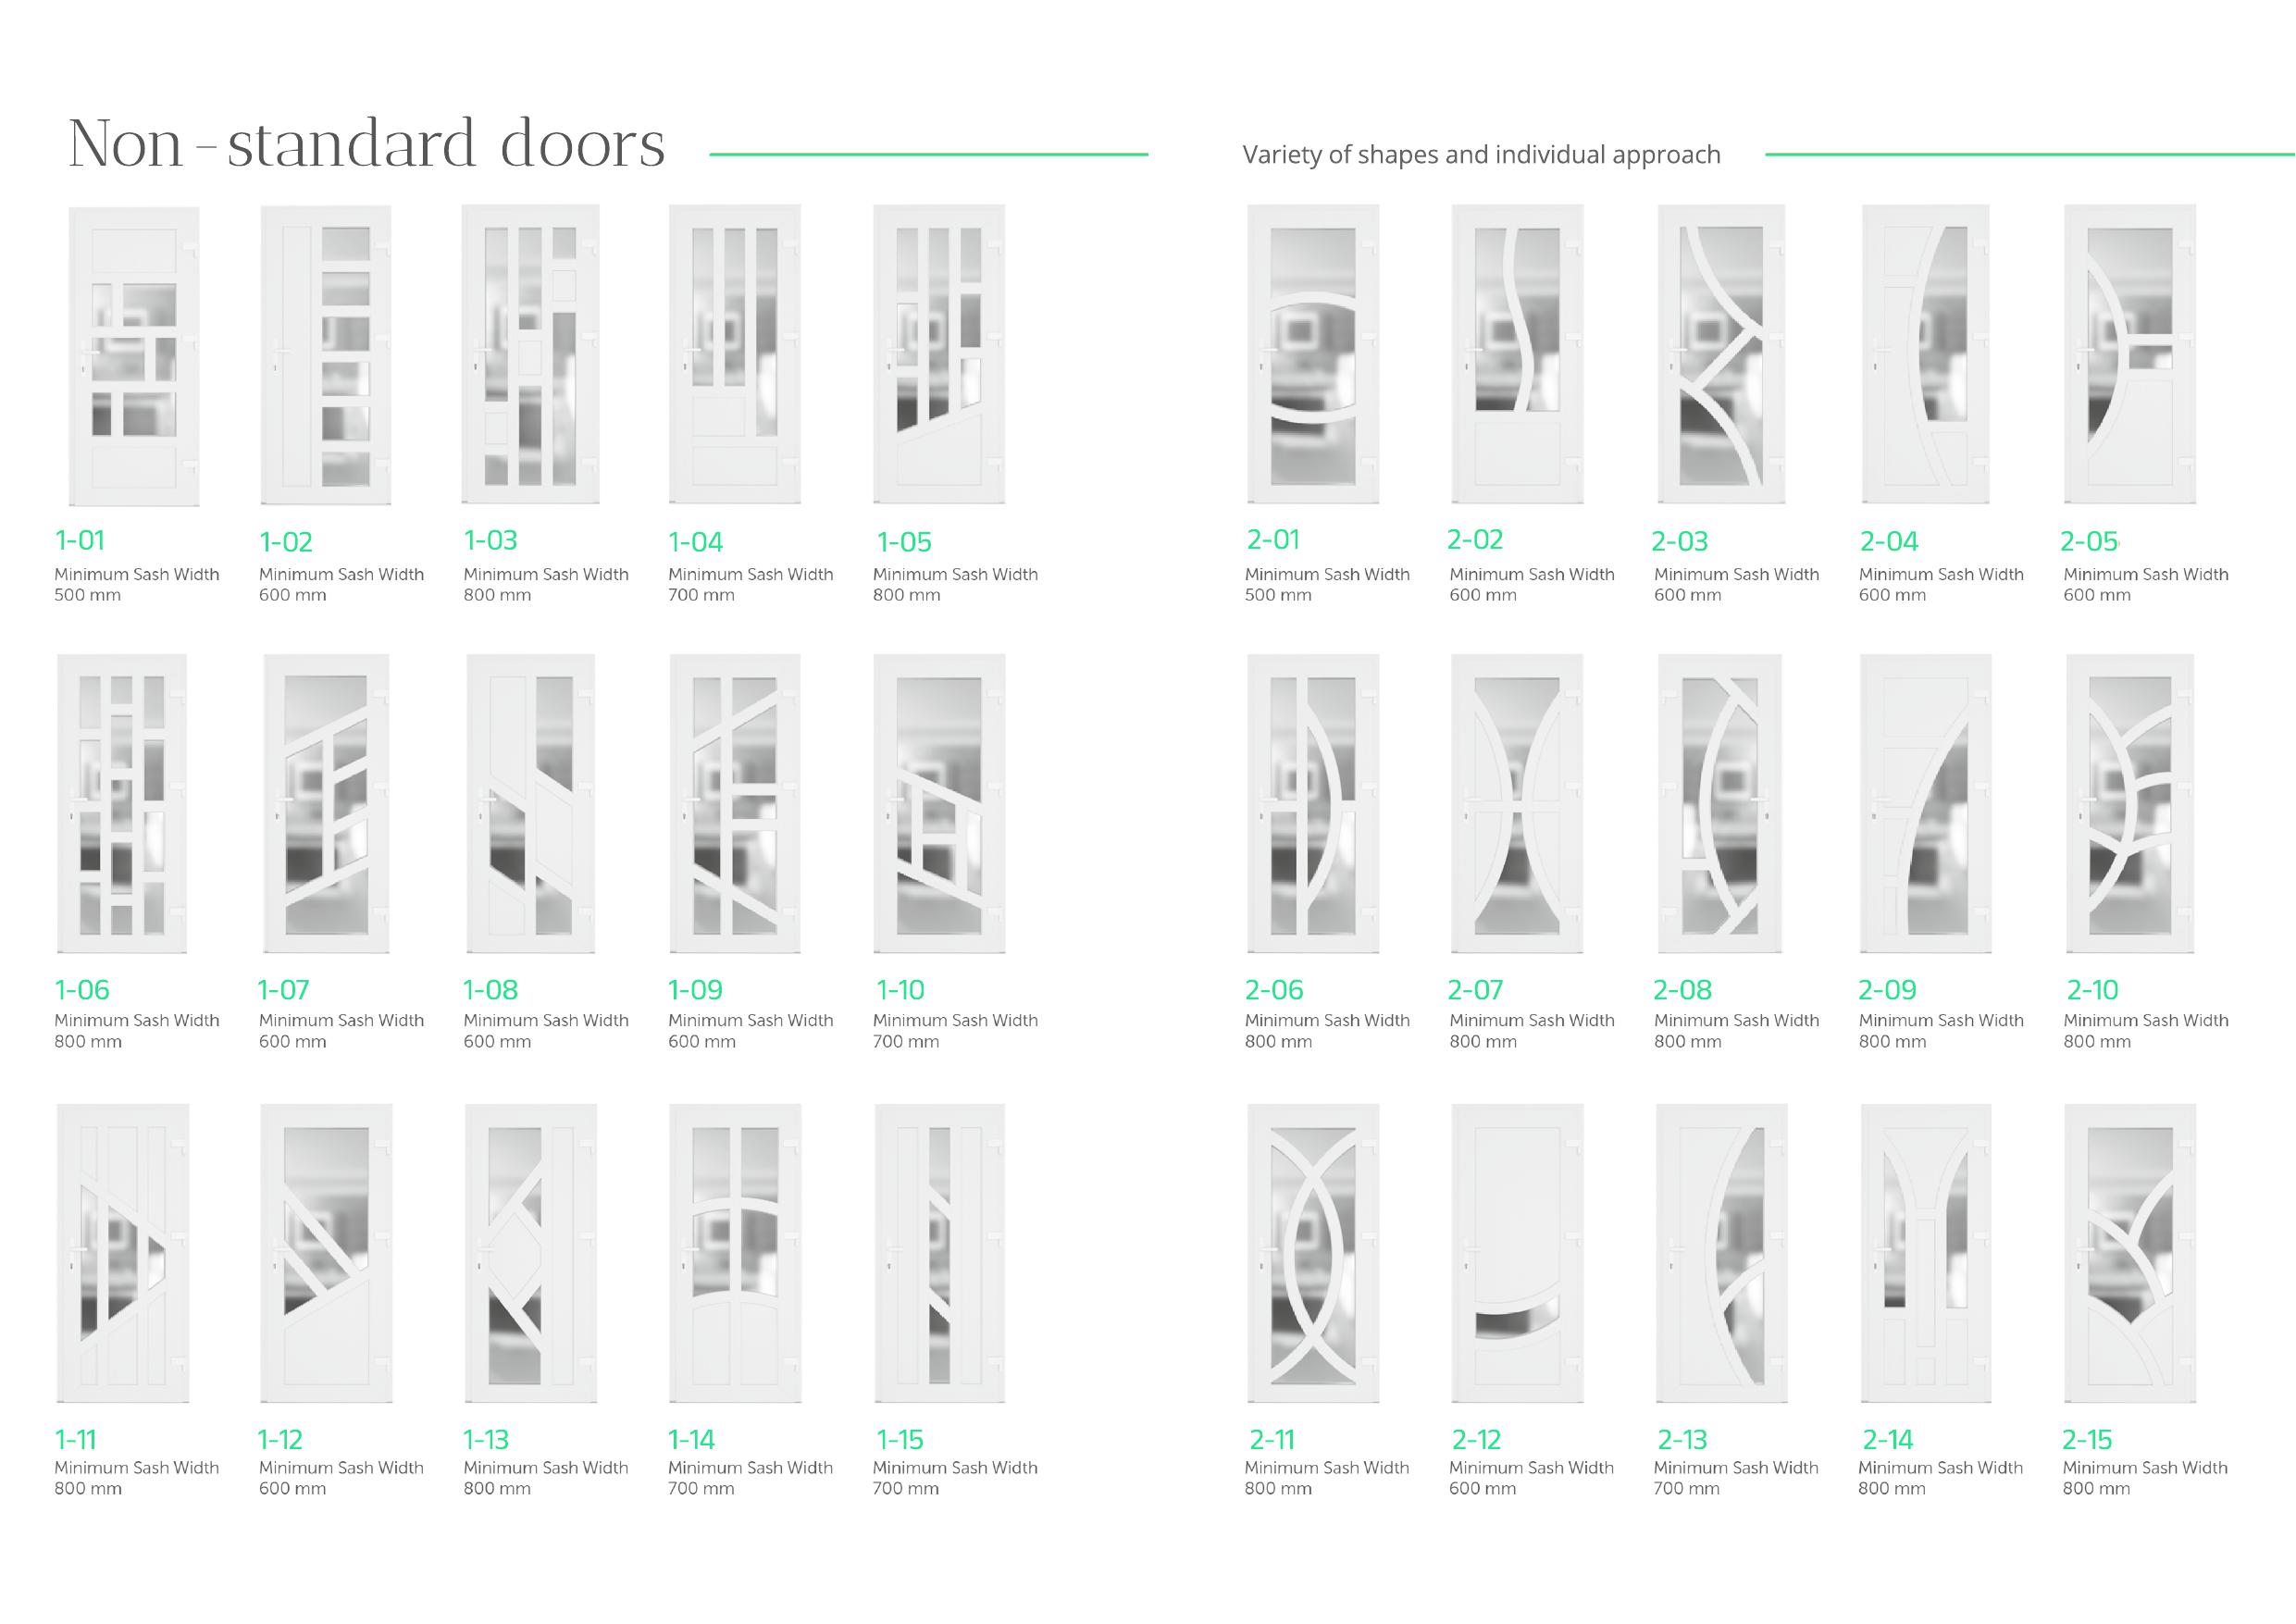 Non-standard doors
Variety of shapes and individual approach
1-01
Minimum Sash Width
500 mm
1-02
Minimum Sash Width
600 mm
1-03
Minimum Sash Width
800 mm
1-04
Minimum Sash Width
700 mm
1-05
Minimum Sash Width
800 mm
2-01
Minimum Sash Width
500 mm
2-02
Minimum Sash Width
600 mm
2-03
Minimum Sash Width
600 mm
2-04
Minimum Sash Width
600 mm
2-05
Minimum Sash Width
600 mm
1-06
Minimum Sash Width
800 mm
1-07
Minimum Sash Width
600 mm
1-08
Minimum Sash Width
600 mm
1-09
Minimum Sash Width
600 mm
1-10
Minimum Sash Width
700 mm
2-06
Minimum Sash Width
800 mm
2-07
Minimum Sash Width
800 mm
2-08
Minimum Sash Width
800 mm
2-09
Minimum Sash Width
800 mm
2-10
Minimum Sash Width
800 mm
1-11
Minimum Sash Width
800 mm
1-12
Minimum Sash Width
600 mm
1-13
Minimum Sash Width
800 mm
1-14
Minimum Sash Width
700 mm
1-15
Minimum Sash Width
700 mm
2-11
Minimum Sash Width
800 mm
2-12
Minimum Sash Width
600 mm
2-13
Minimum Sash Width
700 mm
2-14
Minimum Sash Width
800 mm
2-15
Minimum Sash Width
800 mm